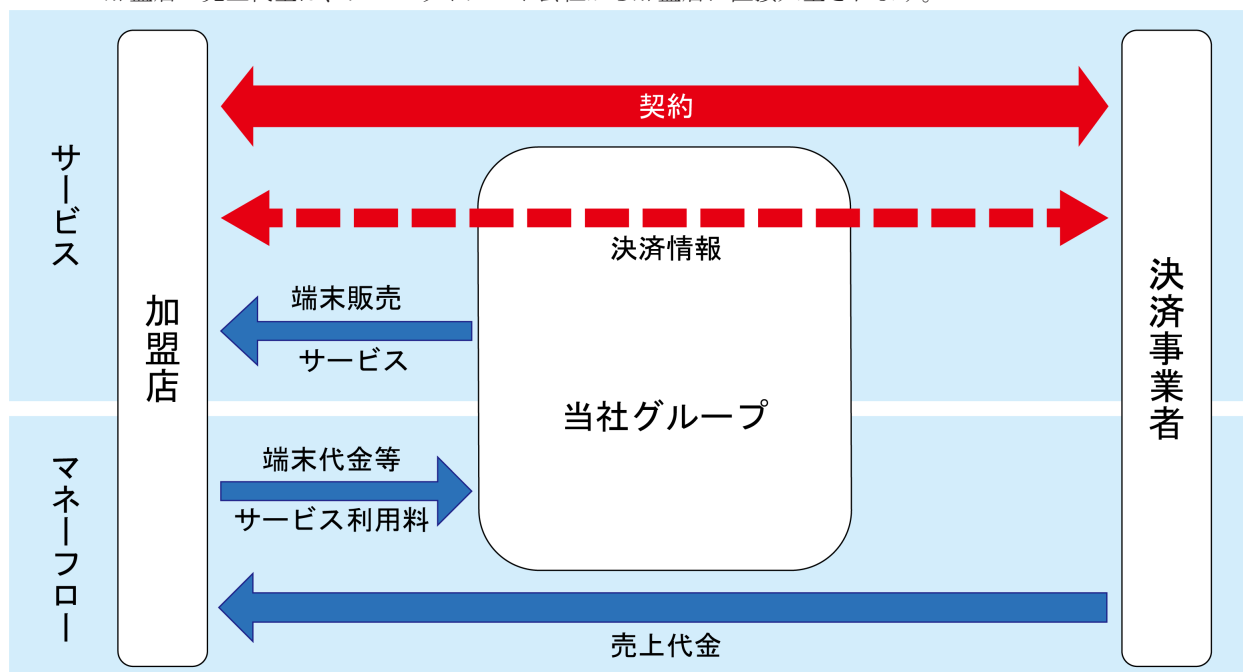 契約
サービス
決済情報
端末販売
サービス
加盟店
決済事業者
当社グループ
マネーフロー
端末代金等
サービス利用料
売上代金